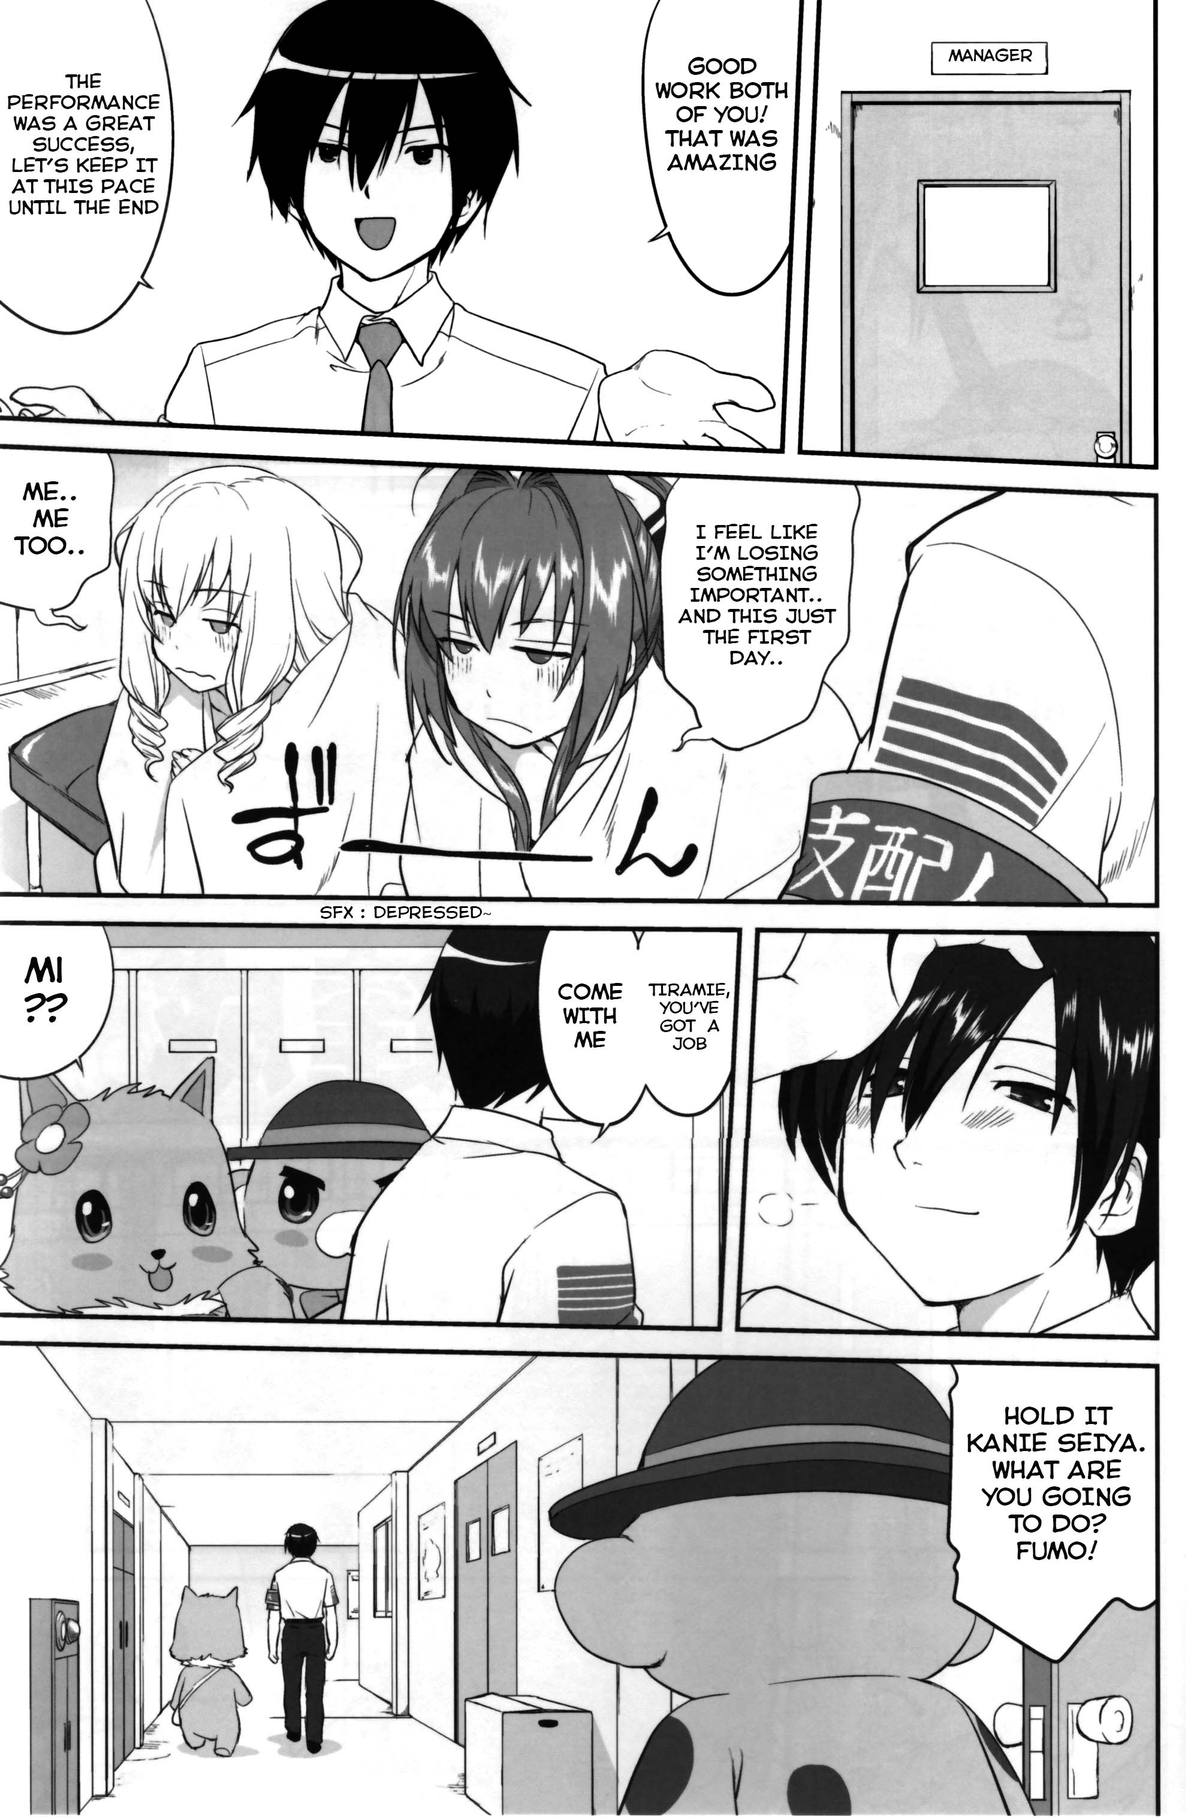 MANAGER
GOOD
WORK BOTH
OF YOU!
THAT WAS
AMAZING
THE
PERFORMANCE
WAS A GREAT
SUCCESS,
LET'S KEEP IT
AT THIS PACE
UNTIL THE END
I FEEL LIKE
I'M LOSING
SOMETHING
IMPORTANT..
AND THIS JUST
THE FIRST
DAY..
ME..
ME
TOO..
ず──ん
支配人
SFX : DEPRESSED~
TIRAMIE,
YOU'VE
GOT A
JOB
COME
WITH
ME
MI
??
HOLD IT
KANIE SEIYA.
WHAT ARE
YOU GOING
TO DO?
FUMO!